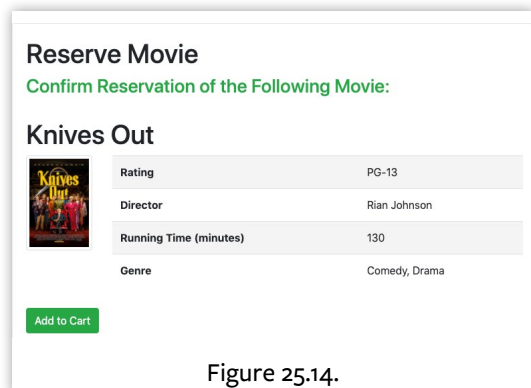 Reserve Movie
Confirm Reservation of the Following Movie:
Knives Out
Knives
Out
Rating PG-13
Director Rian Johnson
Running Time (minutes) 130
Genre Comedy, Drama
Add to Cart
Figure 25.14.